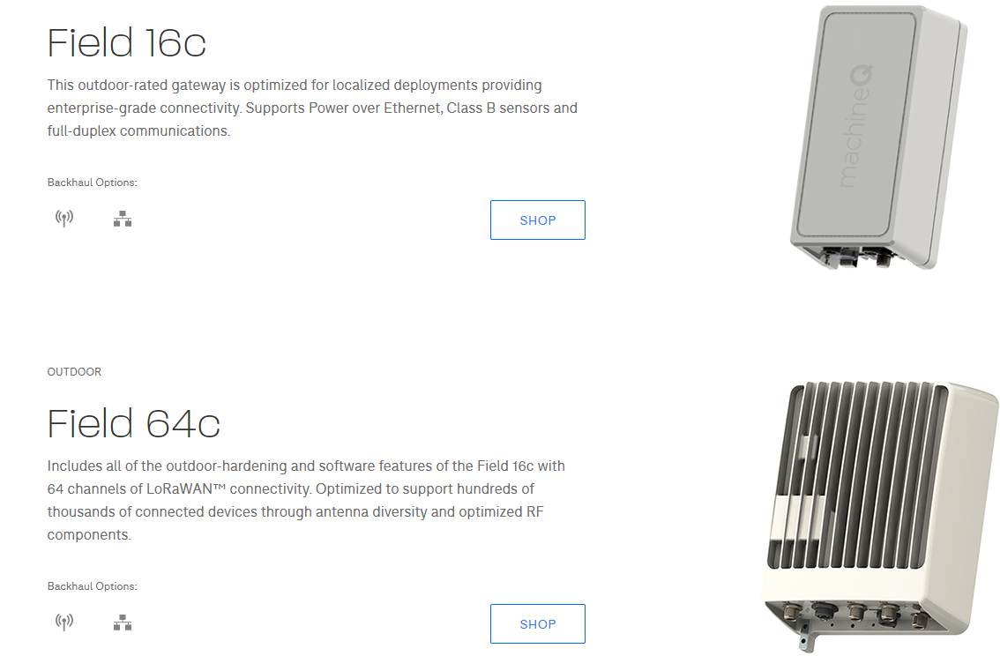 Field 16c
This outdoor-rated gateway is optimized for localized deployments providing
enterprise-grade connectivity. Supports Power over Ethernet, Class B sensors and
full-duplex communications.
Backhaul Options:
SHOP
machineQ
OUTDOOR
Field 64c
Includes all of the outdoor-hardening and software features of the Field 16c with
64 channels of LoRaWAN™ connectivity. Optimized to support hundreds of
thousands of connected devices through antenna diversity and optimized RF
components.
Backhaul Options:
SHOP